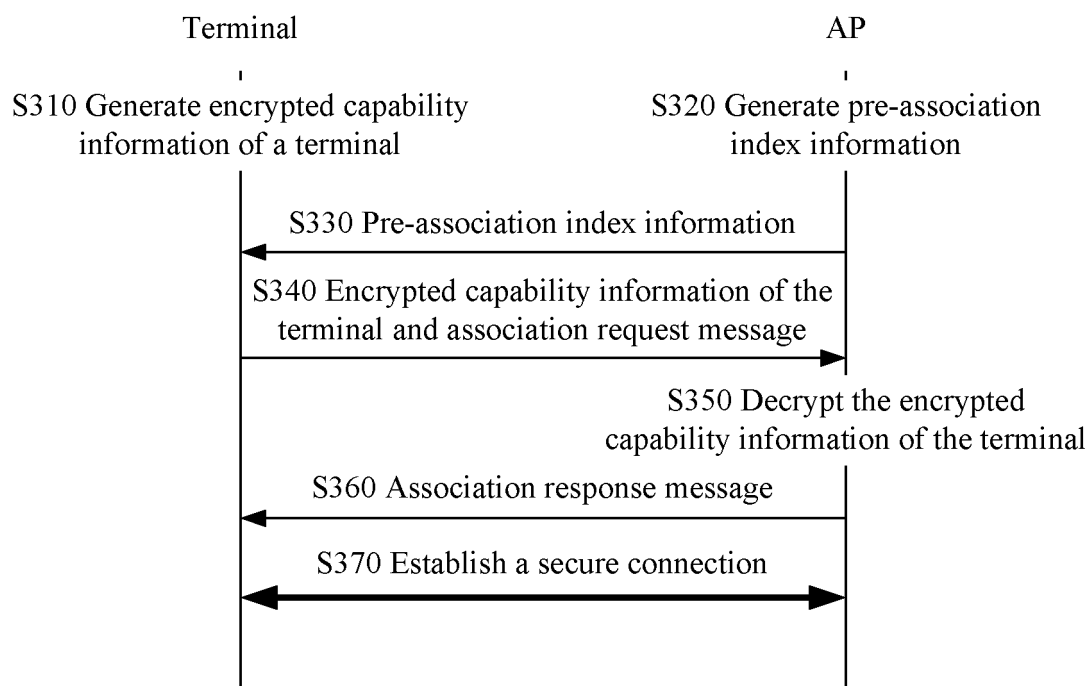 Terminal
AP
S310 Generate encrypted capability
information of a terminal
S320 Generate pre-association
index information
S330 Pre-association index information
S340 Encrypted capability information of the
terminal and association request message
S350 Decrypt the encrypted
capability information of the terminal
S360 Association response message
S370 Establish a secure connection